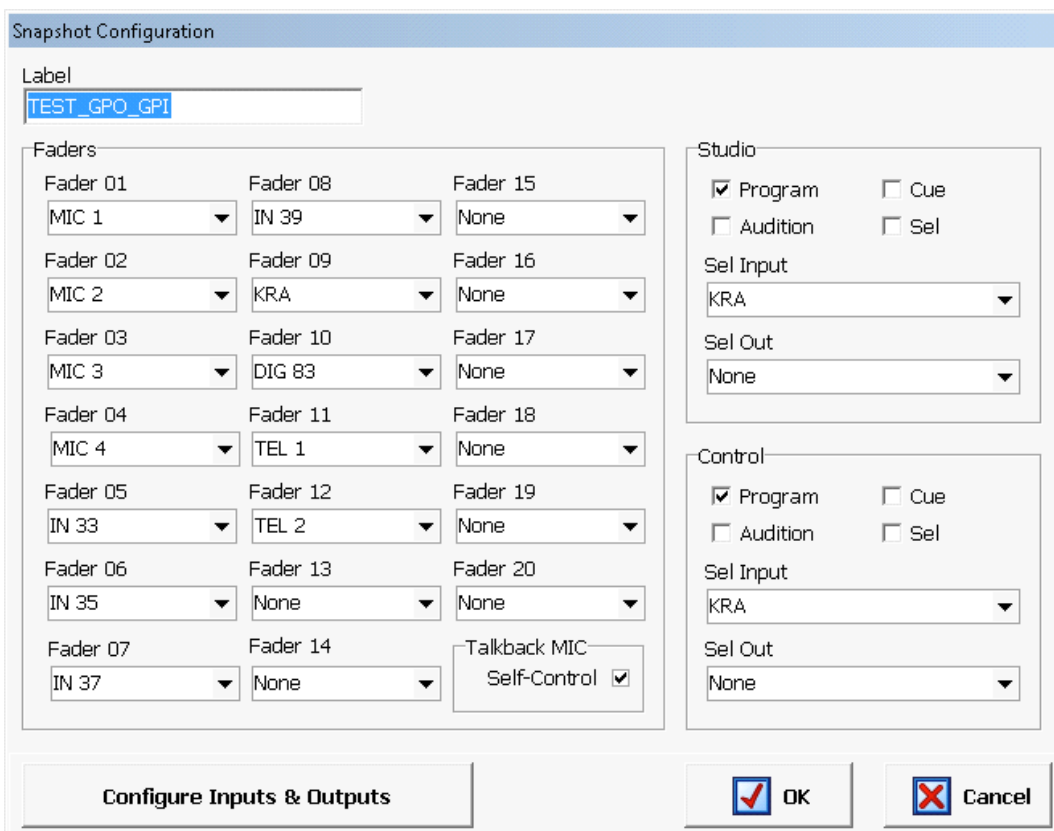 Snapshot Configuration
Label
TEST_GPO_GPI
Faders
Fader 01
MIC 1
Fader 02
MIC 2
Fader 03
MIC 3
Fader 04
MIC 4
Fader 05
IN 33
Fader 06
IN 35
Fader 07
IN 37
Fader 08
IN 39
Fader 09
KRA
Fader 10
DIG 83
Fader 11
TEL 1
Fader 12
TEL 2
Fader 13
None
Fader 14
None
Fader 15
None
Fader 16
None
Fader 17
None
Fader 18
None
Fader 19
None
Fader 20
None
Talkback MIC
Self-Control
Studio
Program
Cue
Audition
Sel
Sel Input
KRA
Sel Out
None
Control
Program
Cue
Audition
Sel
Sel Input
KRA
Sel Out
None
Configure Inputs & Outputs
OK
Cancel